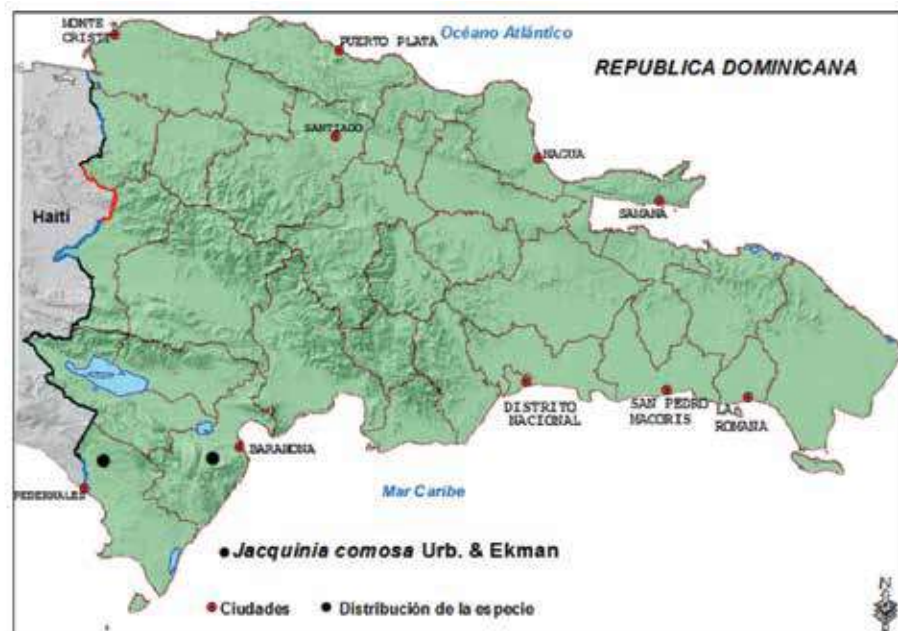 MONTE
CRISTI
PUERTO PLATA
Océano Atlántico
REPUBLICA DOMINICANA
SANTIAGO
NAGUA
Haití
SAMANA
DISTRITO
NACIONAL
SAN PEDRO
MACORIS
LA
ROMANA
BARAHONA
PEDERNALES
Mar Caribe
Jacquinia comosa Urb. & Ekman
Ciudades
Distribución de la especie
N